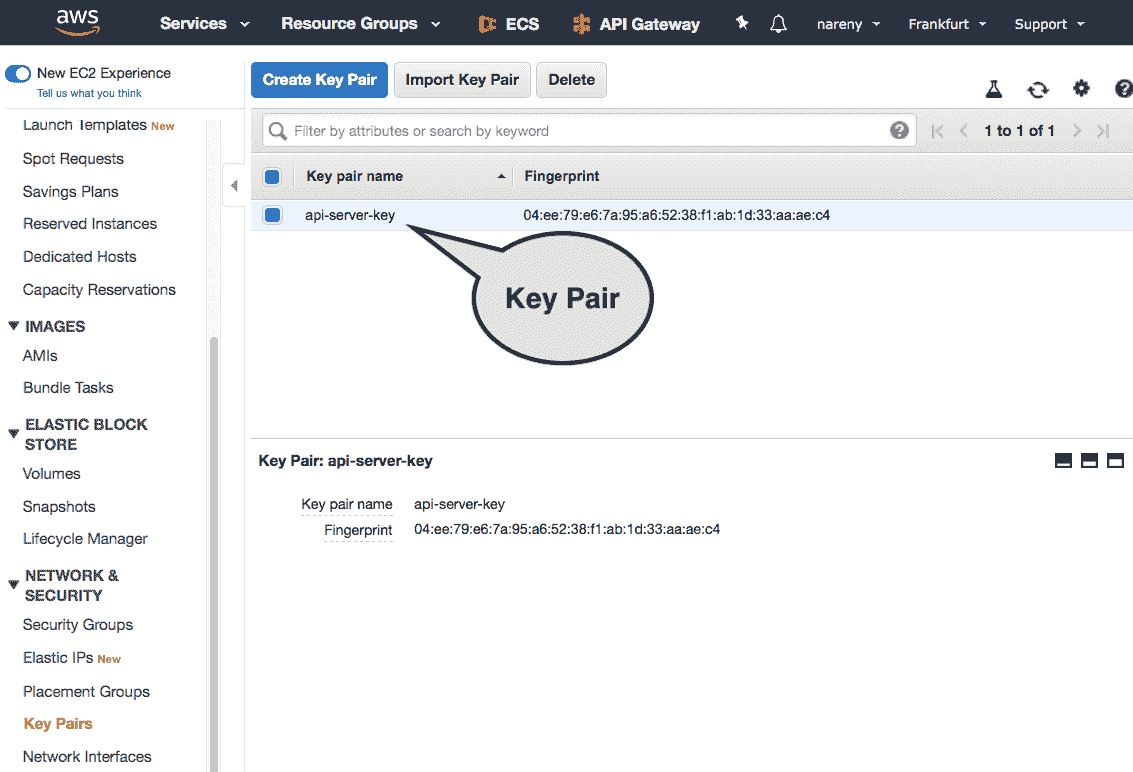 aws
Services
Resource Groups
ECS
API Gateway
nareny
Frankfurt
Support
New EC2 Experience
Tell us what you think
Launch Templates New
Spot Requests
Savings Plans
Reserved Instances
Dedicated Hosts
Capacity Reservations
IMAGES
AMIs
Bundle Tasks
ELASTIC BLOCK
STORE
Volumes
Snapshots
Lifecycle Manager
NETWORK &
SECURITY
Security Groups
Elastic IPs New
Placement Groups
Key Pairs
Network Interfaces
Create Key Pair
Import Key Pair
Delete
Filter by attributes or search by keyword
1 to 1 of 1
Key pair name
Fingerprint
api-server-key
04:ee:79:e6:7a:95:a6:52:38:f1:ab:1d:33:aa:ae:c4
Key Pair
Key Pair: api-server-key
Key pair name api-server-key
Fingerprint 04:ee:79:e6:7a:95:a6:52:38:f1:ab:1d:33:aa:ae:c4